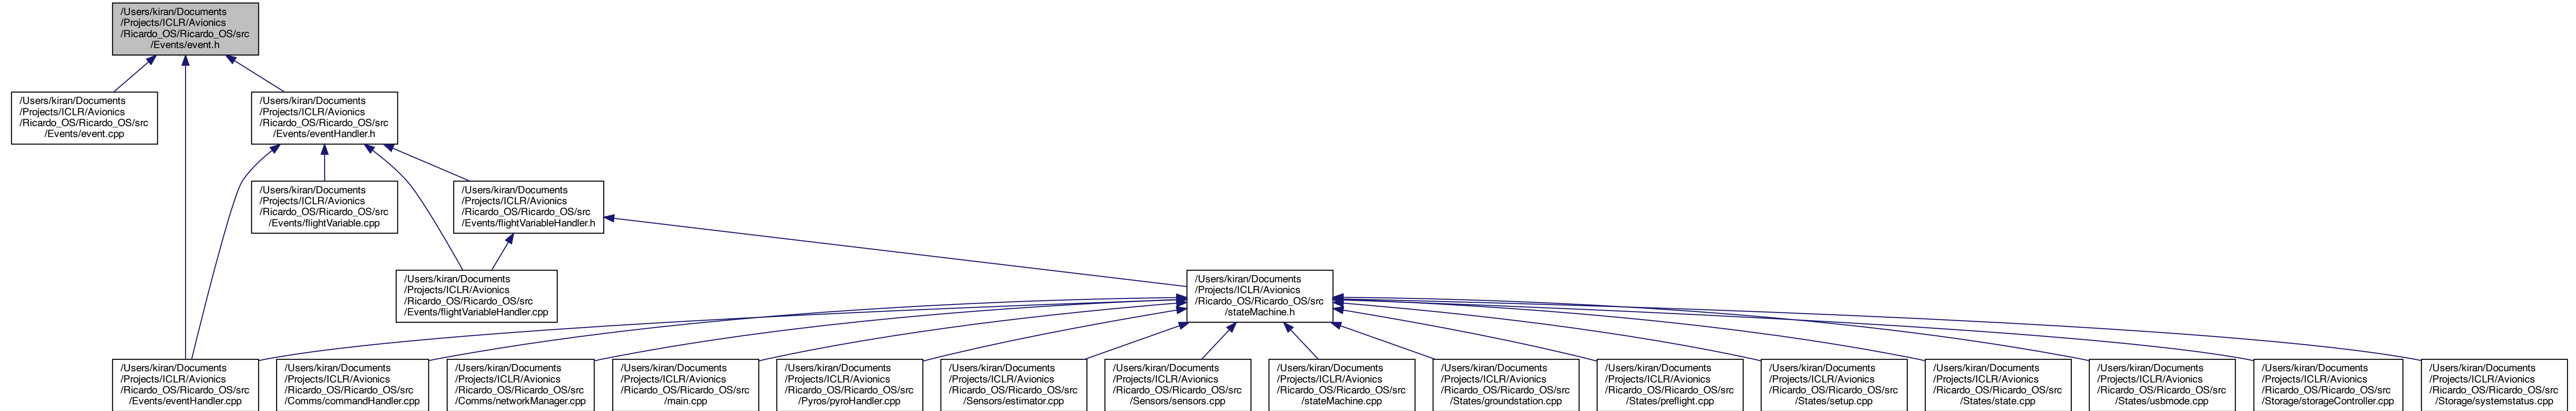 /Users/kiran/Documents
/Projects/ICLR/Avionics
/Ricardo_OS/Ricardo_OS/src
/Events/event.h
/Users/kiran/Documents
/Projects/ICLR/Avionics
/Ricardo_OS/Ricardo_OS/src
/Events/event.cpp
/Users/kiran/Documents
/Projects/ICLR/Avionics
/Ricardo_OS/Ricardo_OS/src
/Events/eventHandler.h
/Users/kiran/Documents
/Projects/ICLR/Avionics
/Ricardo_OS/Ricardo_OS/src
/Events/flightVariable.cpp
/Users/kiran/Documents
/Projects/ICLR/Avionics
/Ricardo_OS/Ricardo_OS/src
/Events/flightVariableHandler.h
/Users/kiran/Documents
/Projects/ICLR/Avionics
/Ricardo_OS/Ricardo_OS/src
/Events/flightVariableHandler.cpp
/Users/kiran/Documents
/Projects/ICLR/Avionics
/Ricardo_OS/Ricardo_OS/src
/stateMachine.h
/Users/kiran/Documents
/Projects/ICLR/Avionics
/Ricardo_OS/Ricardo_OS/src
/Events/eventHandler.cpp
/Users/kiran/Documents
/Projects/ICLR/Avionics
/Ricardo_OS/Ricardo_OS/src
/Comms/commandHandler.cpp
/Users/kiran/Documents
/Projects/ICLR/Avionics
/Ricardo_OS/Ricardo_OS/src
/Comms/networkManager.cpp
/Users/kiran/Documents
/Projects/ICLR/Avionics
/Ricardo_OS/Ricardo_OS/src
/main.cpp
/Users/kiran/Documents
/Projects/ICLR/Avionics
/Ricardo_OS/Ricardo_OS/src
/Pyros/pyroHandler.cpp
/Users/kiran/Documents
/Projects/ICLR/Avionics
/Ricardo_OS/Ricardo_OS/src
/Sensors/estimator.cpp
/Users/kiran/Documents
/Projects/ICLR/Avionics
/Ricardo_OS/Ricardo_OS/src
/Sensors/sensors.cpp
/Users/kiran/Documents
/Projects/ICLR/Avionics
/Ricardo_OS/Ricardo_OS/src
/stateMachine.cpp
/Users/kiran/Documents
/Projects/ICLR/Avionics
/Ricardo_OS/Ricardo_OS/src
/States/groundstation.cpp
/Users/kiran/Documents
/Projects/ICLR/Avionics
/Ricardo_OS/Ricardo_OS/src
/States/preflight.cpp
/Users/kiran/Documents
/Projects/ICLR/Avionics
/Ricardo_OS/Ricardo_OS/src
/States/setup.cpp
/Users/kiran/Documents
/Projects/ICLR/Avionics
/Ricardo_OS/Ricardo_OS/src
/States/state.cpp
/Users/kiran/Documents
/Projects/ICLR/Avionics
/Ricardo_OS/Ricardo_OS/src
/States/usbmode.cpp
/Users/kiran/Documents
/Projects/ICLR/Avionics
/Ricardo_OS/Ricardo_OS/src
/Storage/storageController.cpp
/Users/kiran/Documents
/Projects/ICLR/Avionics
/Ricardo_OS/Ricardo_OS/src
/Storage/systemstatus.cpp